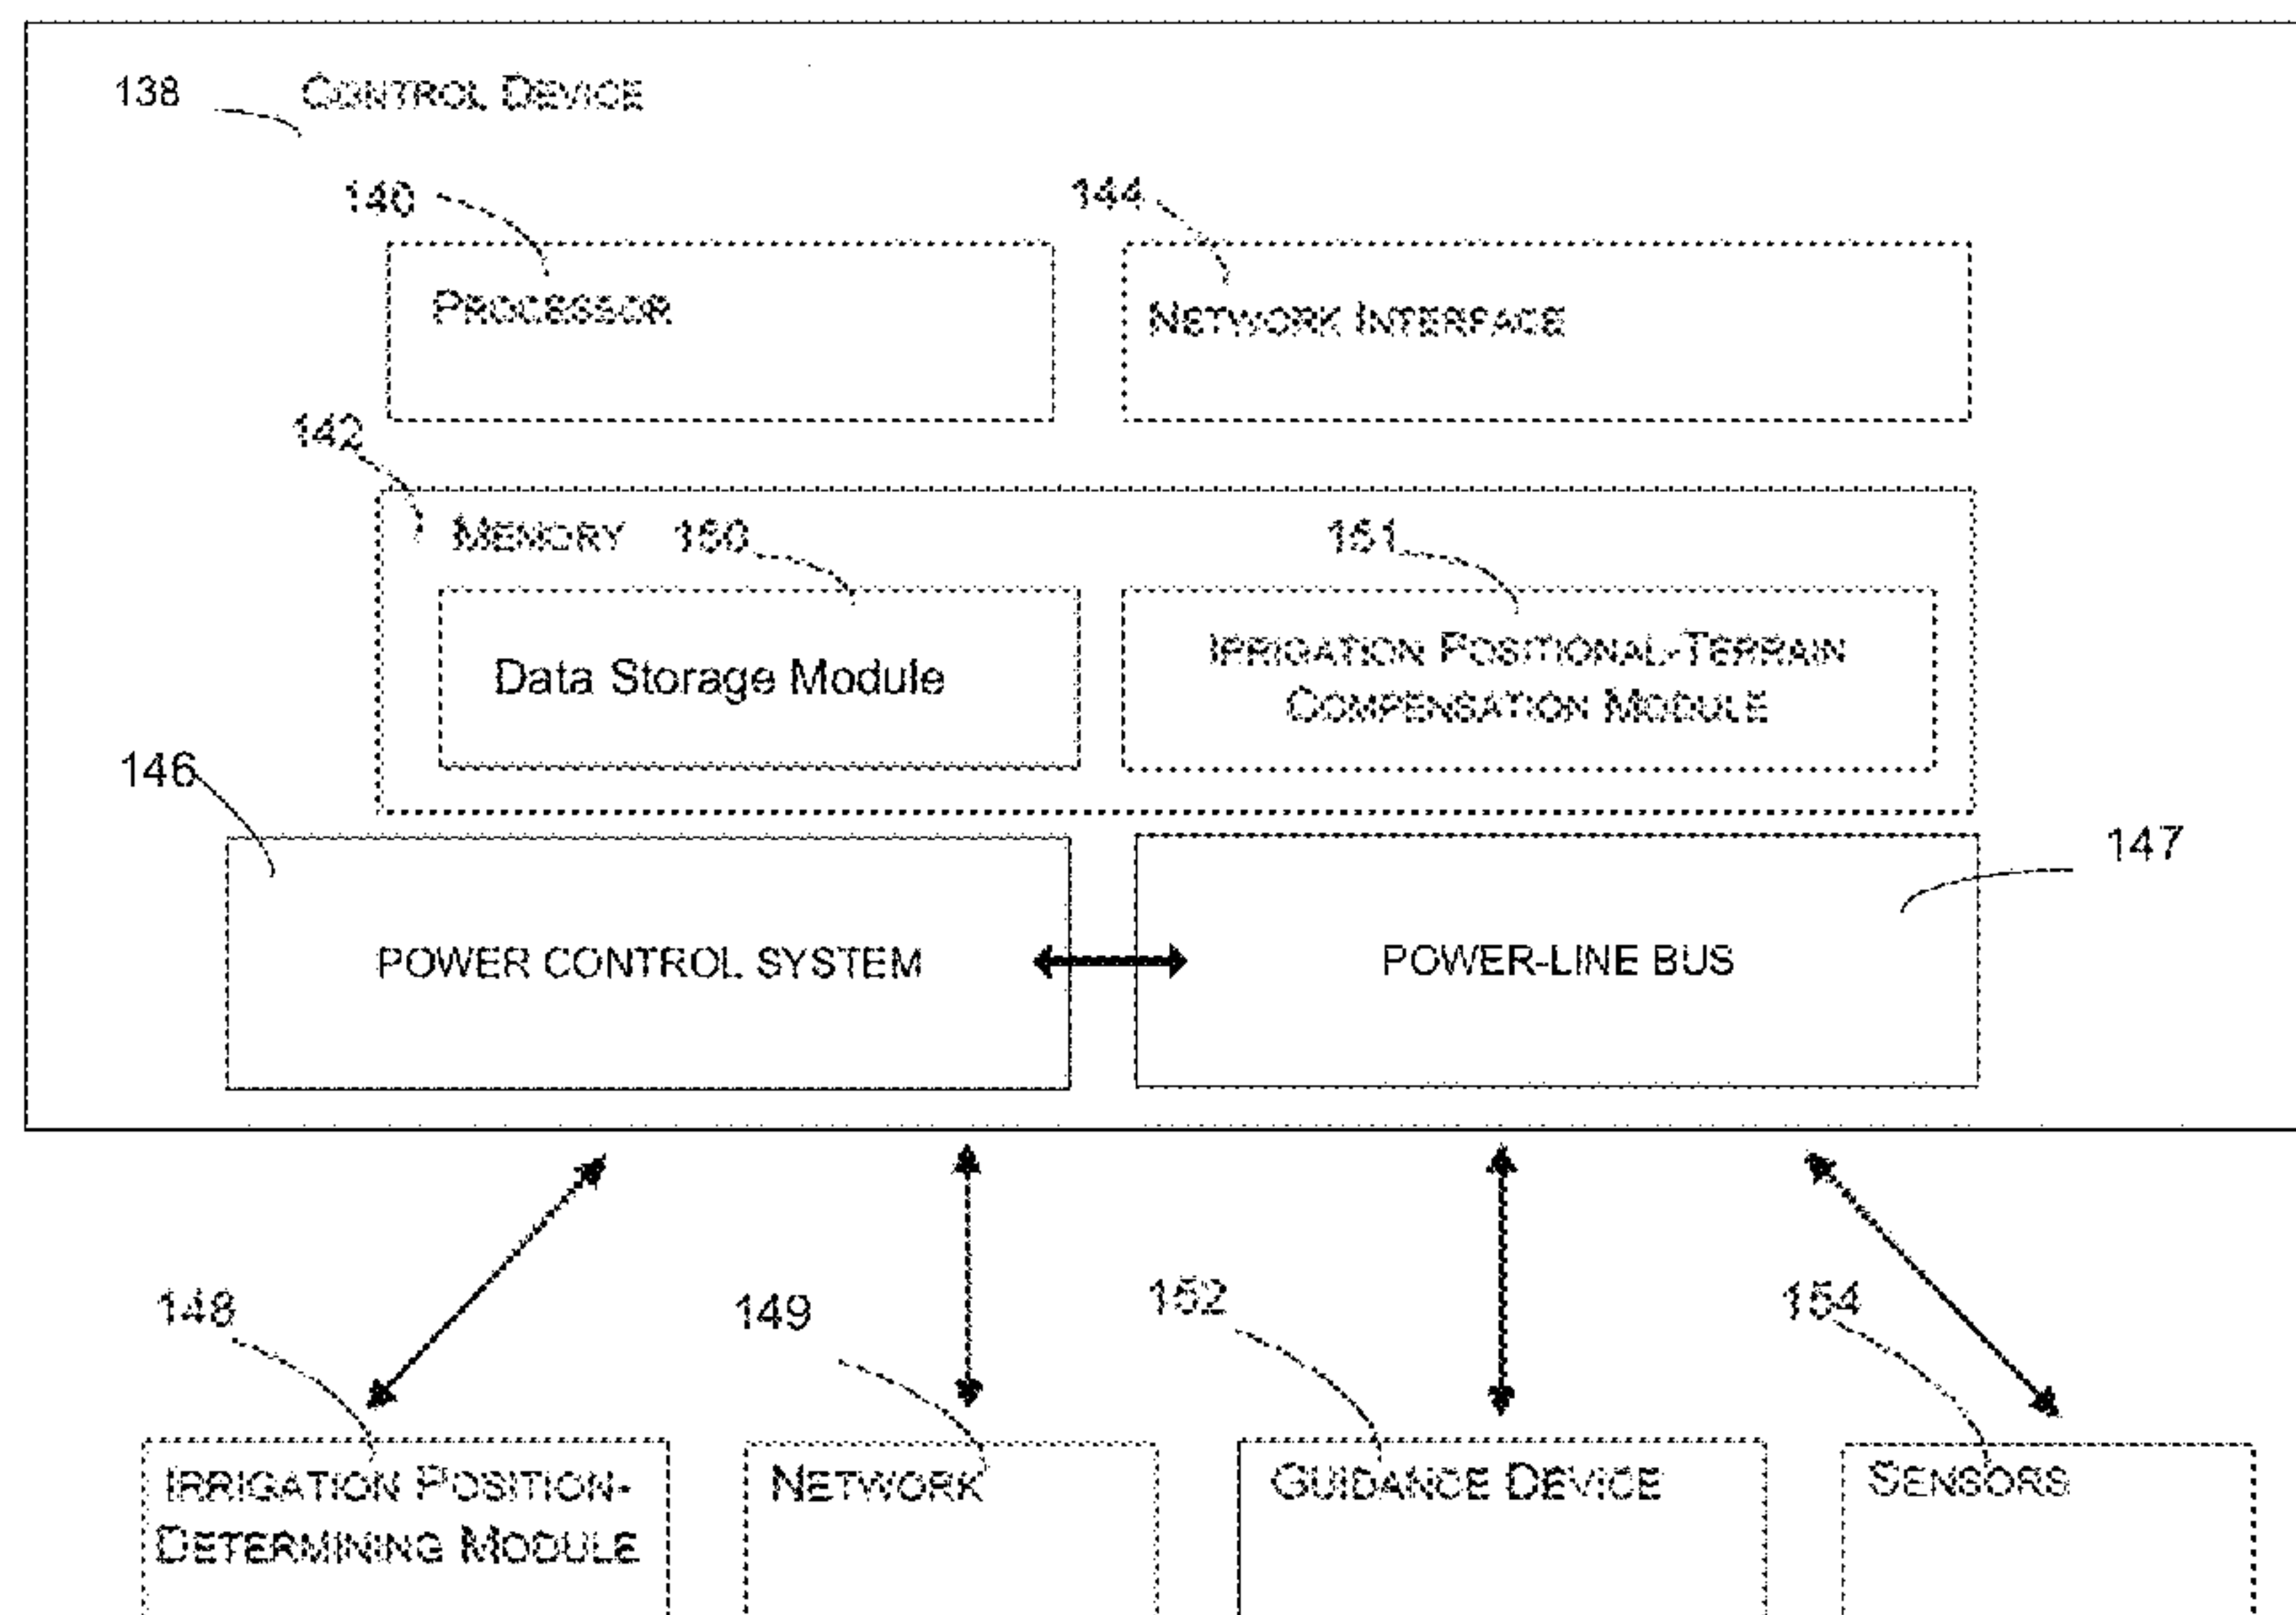 138 CONTROL DEVICE
140
144
PROCESSOR
NETWORK INTERFACE
142
MEMORY 150
151
Data Storage Module
IRRIGATION POSITIONAL-TERRAIN
COMPENSATION MODULE
146
147
POWER CONTROL SYSTEM
POWER-LINE BUS
148
149
152
154
IRRIGATION POSITION-
DETERMINING MODULE
NETWORK
GUIDANCE DEVICE
SENSORS